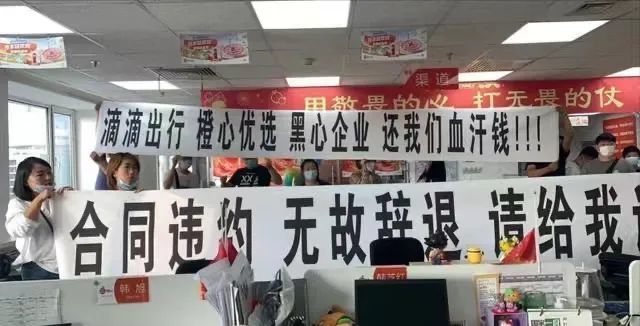 渠道
用敬畏的心 打无畏的仗
滴滴出行 橙心优选 黑心企业 还我们血汗钱!!!
合同违约 无故辞退 请给我
韩旭